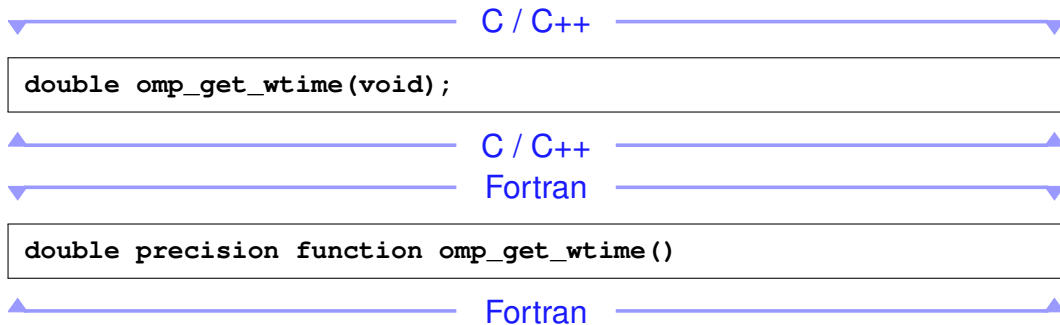 C / C++
double omp_get_wtime(void);
C / C++
Fortran
double precision function omp_get_wtime()
Fortran